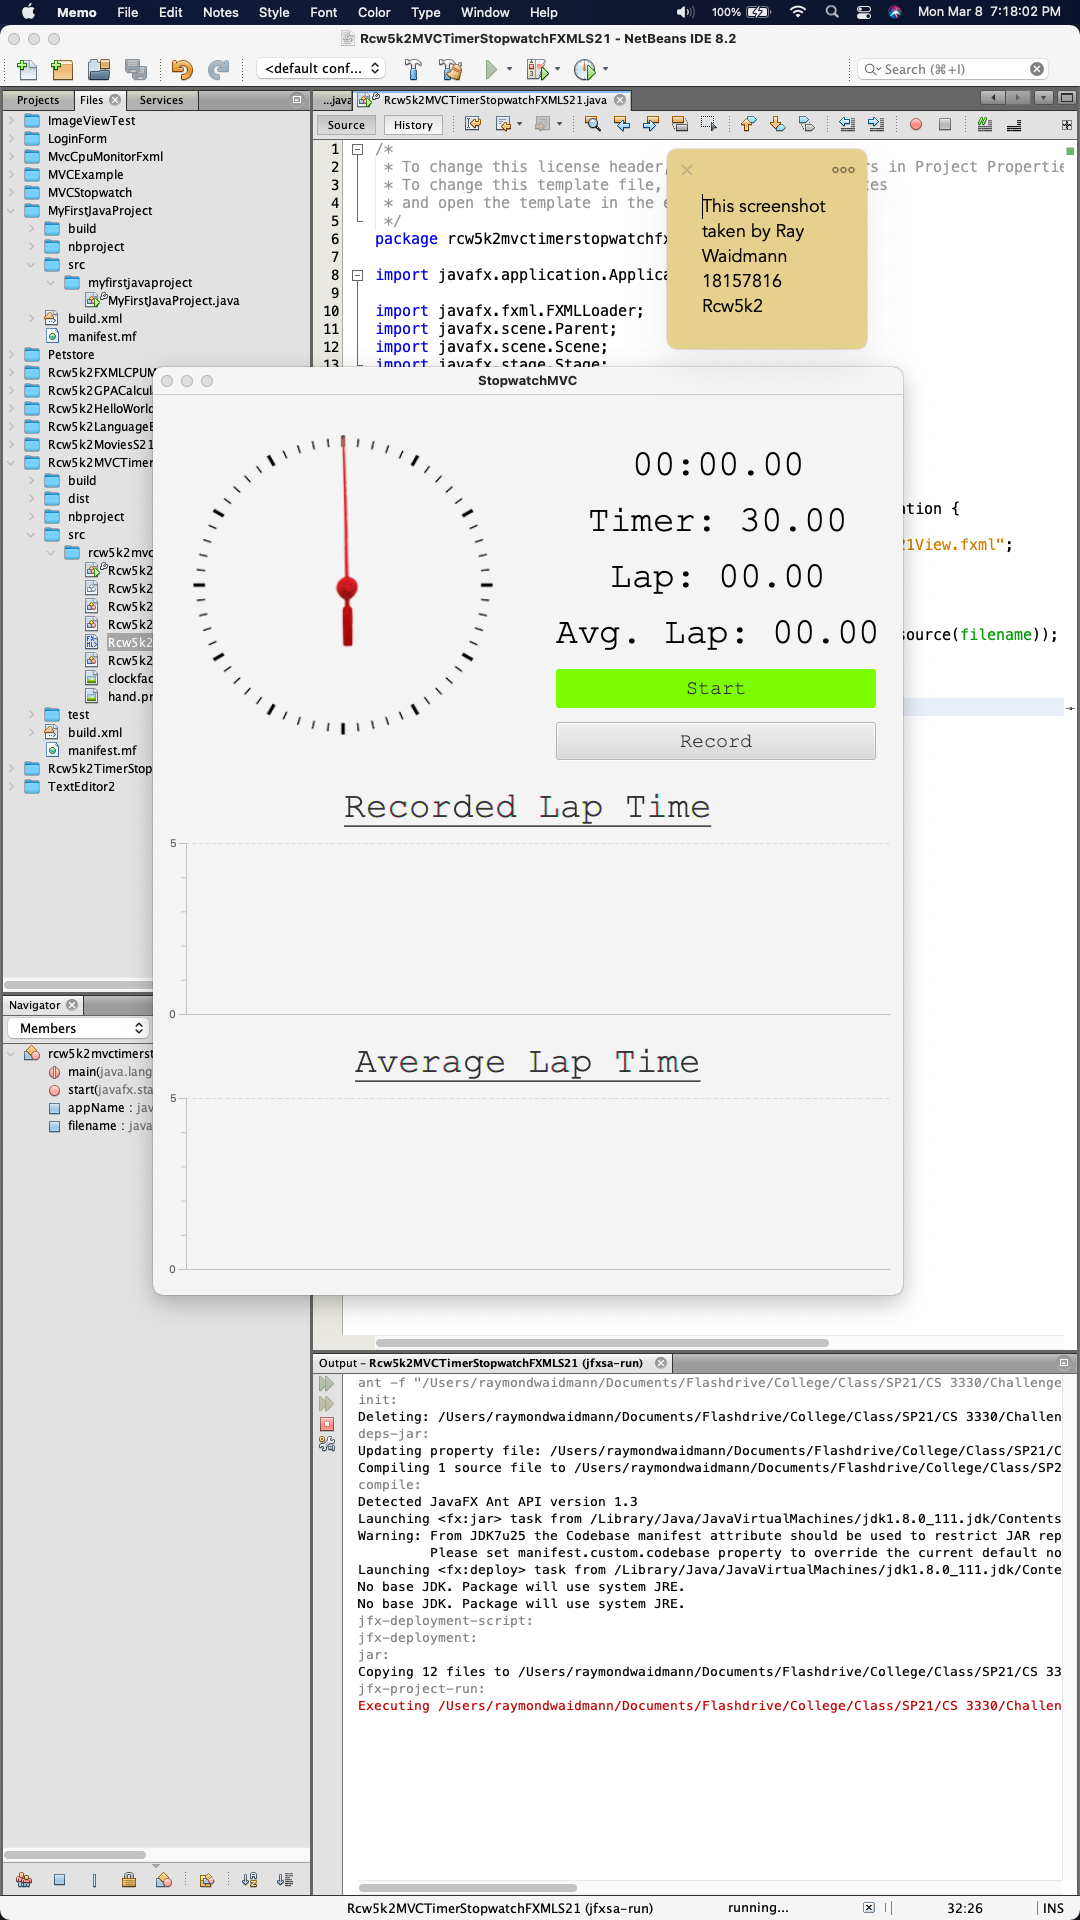 Memo File Edit Notes Style Font Color Type Window Help 100% Mon Mar 8 7:18:02 PM
Rcw5k2MVCTimerStopwatchFXMLS21 - NetBeans IDE 8.2
<default conf... Search (⌘+I)
Projects Files Services
...java Rcw5k2MVCTimerStopwatchFXMLS21.java
Source History
ImageViewTest
LoginForm
MvcCpuMonitorFxml
MVCExample
MVCStopwatch
MyFirstJavaProject
build
nbproject
src
myfirstjavaproject
MyFirstJavaProject.java
build.xml
manifest.mf
Petstore
Rcw5k2FXMLCPUM
Rcw5k2GPACalcul
Rcw5k2HelloWorld
Rcw5k2LanguageE
Rcw5k2MoviesS21
Rcw5k2MVCTimer
build
dist
nbproject
src
rcw5k2mvc
Rcw5k2
Rcw5k2
Rcw5k2
Rcw5k2
Rcw5k2
Rcw5k2
clockfac
hand.pr
test
build.xml
manifest.mf
Rcw5k2TimerStop
TextEditor2
1 /*
2 * To change this license header, rs in Project Propertie
3 * To change this template file, tes
4 * and open the template in the e
5 */
6 package rcw5k2mvctimerstopwatchfx
7
8 import javafx.application.Applica
9
10 import javafx.fxml.FXMLLoader;
11 import javafx.scene.Parent;
12 import javafx.scene.Scene;
13 import javafx.stage.Stage;
ation {
21View.fxml";
source(filename));
This screenshot
taken by Ray
Waidmann
18157816
Rcw5k2
StopwatchMVC
00:00.00
Timer: 30.00
Lap: 00.00
Avg. Lap: 00.00
Start
Record
Recorded Lap Time
5
0
Average Lap Time
5
0
Navigator
Members
rcw5k2mvctimerst
main(java.lang
start(javafx.sta
appName : jav
filename : java
Output - Rcw5k2MVCTimerStopwatchFXMLS21 (jfxsa-run)
ant -f "/Users/raymondwaidmann/Documents/Flashdrive/College/Class/SP21/CS 3330/Challenge
init:
Deleting: /Users/raymondwaidmann/Documents/Flashdrive/College/Class/SP21/CS 3330/Challen
deps-jar:
Updating property file: /Users/raymondwaidmann/Documents/Flashdrive/College/Class/SP21/C
Compiling 1 source file to /Users/raymondwaidmann/Documents/Flashdrive/College/Class/SP2
compile:
Detected JavaFX Ant API version 1.3
Launching <fx:jar> task from /Library/Java/JavaVirtualMachines/jdk1.8.0_111.jdk/Contents
Warning: From JDK7u25 the Codebase manifest attribute should be used to restrict JAR rep
Please set manifest.custom.codebase property to override the current default no
Launching <fx:deploy> task from /Library/Java/JavaVirtualMachines/jdk1.8.0_111.jdk/Conte
No base JDK. Package will use system JRE.
No base JDK. Package will use system JRE.
jfx-deployment-script:
jfx-deployment:
jar:
Copying 12 files to /Users/raymondwaidmann/Documents/Flashdrive/College/Class/SP21/CS 33
jfx-project-run:
Executing /Users/raymondwaidmann/Documents/Flashdrive/College/Class/SP21/CS 3330/Challen
Rcw5k2MVCTimerStopwatchFXMLS21 (jfxsa-run) running... 32:26 INS